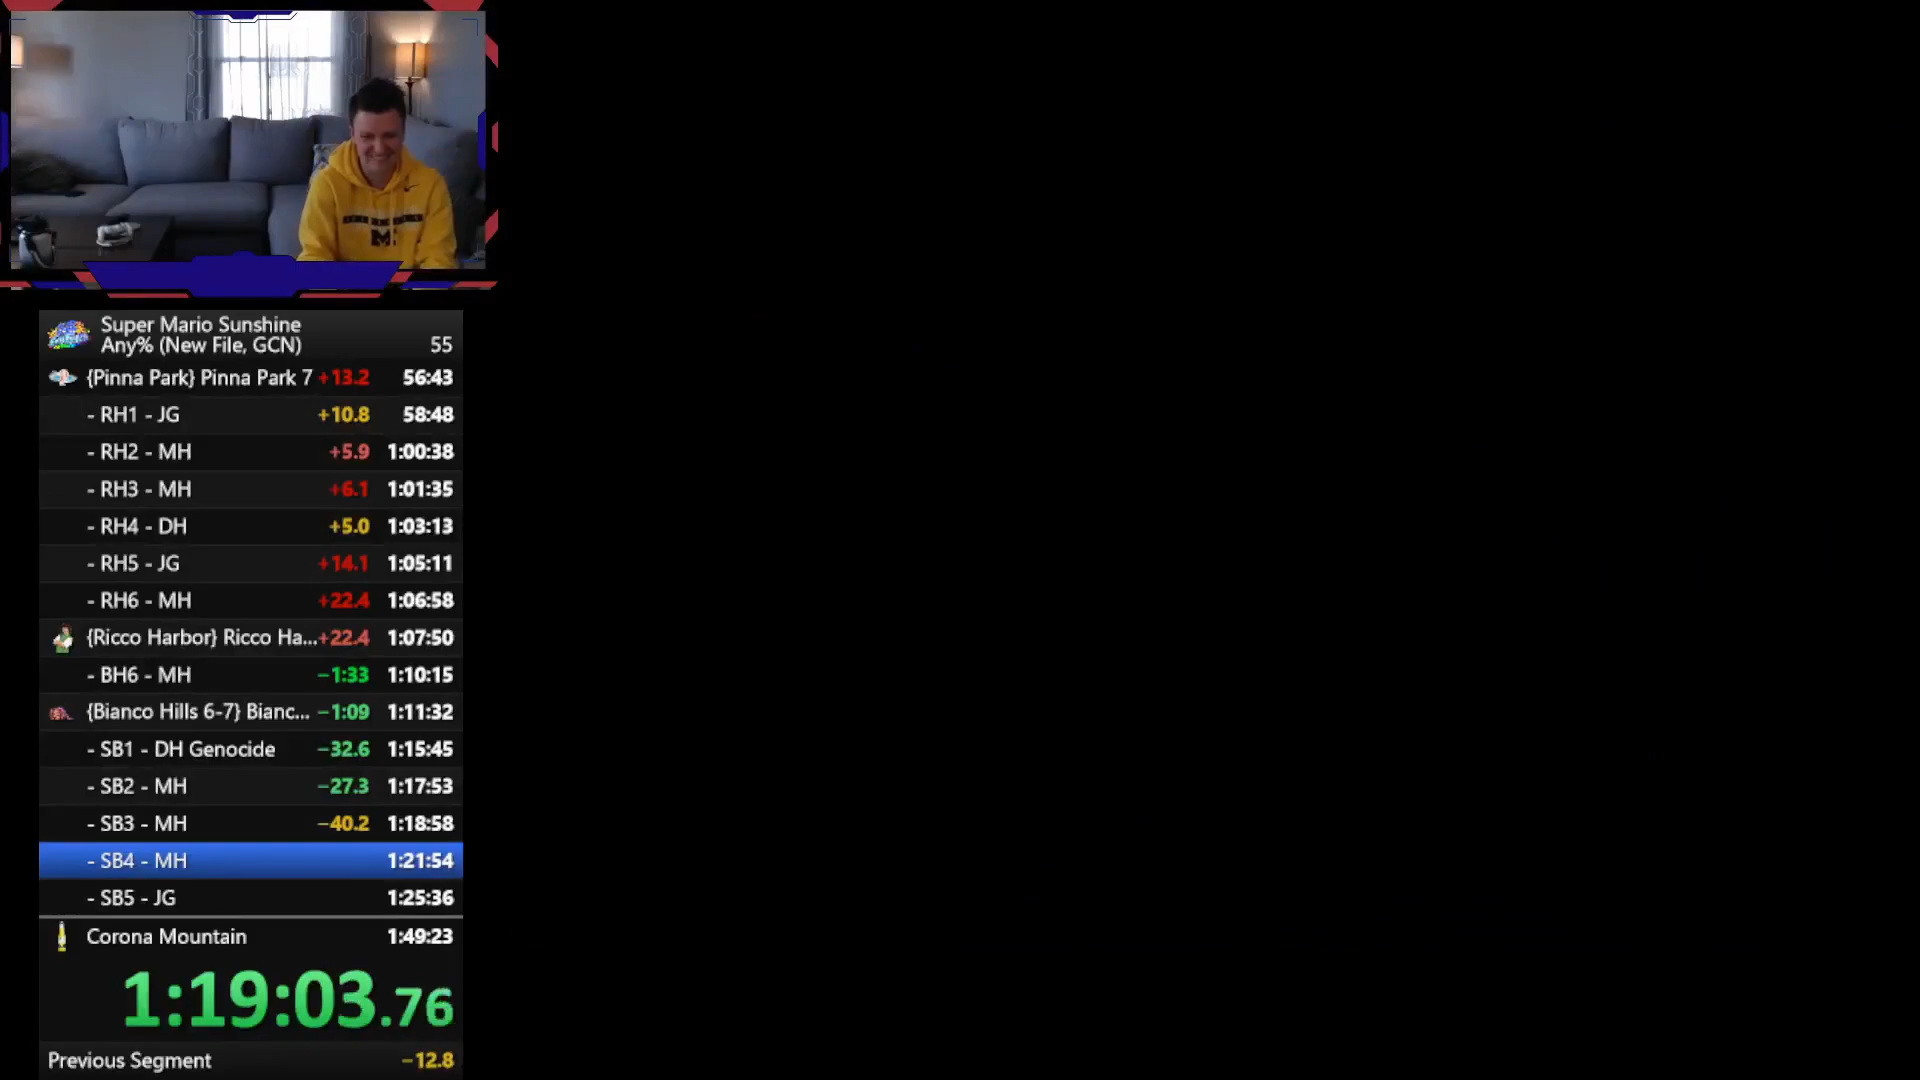 Super Mario Sunshine
Any% (New File, GCN) 55
{Pinna Park} Pinna Park 7 +13.2 56:43
- RH1 - JG +10.8 58:48
- RH2 - MH +5.9 1:00:38
- RH3 - MH +6.1 1:01:35
- RH4 - DH +5.0 1:03:13
- RH5 - JG +14.1 1:05:11
- RH6 - MH +22.4 1:06:58
{Ricco Harbor} Ricco Ha... +22.4 1:07:50
- BH6 - MH −1:33 1:10:15
{Bianco Hills 6-7} Bianc... −1:09 1:11:32
- SB1 - DH Genocide −32.6 1:15:45
- SB2 - MH −27.3 1:17:53
- SB3 - MH −40.2 1:18:58
- SB4 - MH 1:21:54
- SB5 - JG 1:25:36
Corona Mountain 1:49:23
1:19:03.76
Previous Segment −12.8